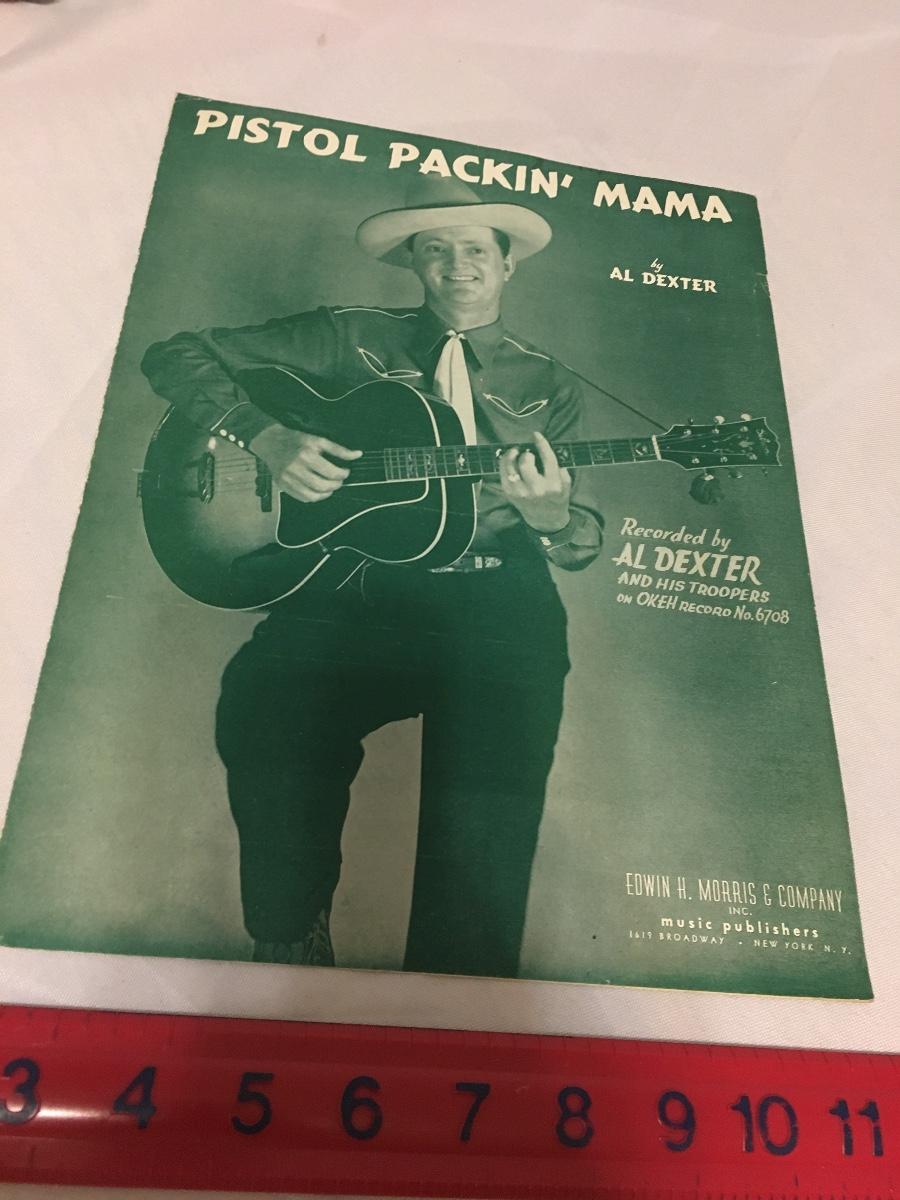 PISTOL PACKIN' MAMA
by
AL DEXTER
Recorded by
AL DEXTER
AND HIS TROOPERS
ON OKEH RECORD No. 6708
EDWIN H. MORRIS & COMPANY
INC.
music publishers
1619 BROADWAY • NEW YORK N. Y.
3 4 5 6 7 8 9 10 11